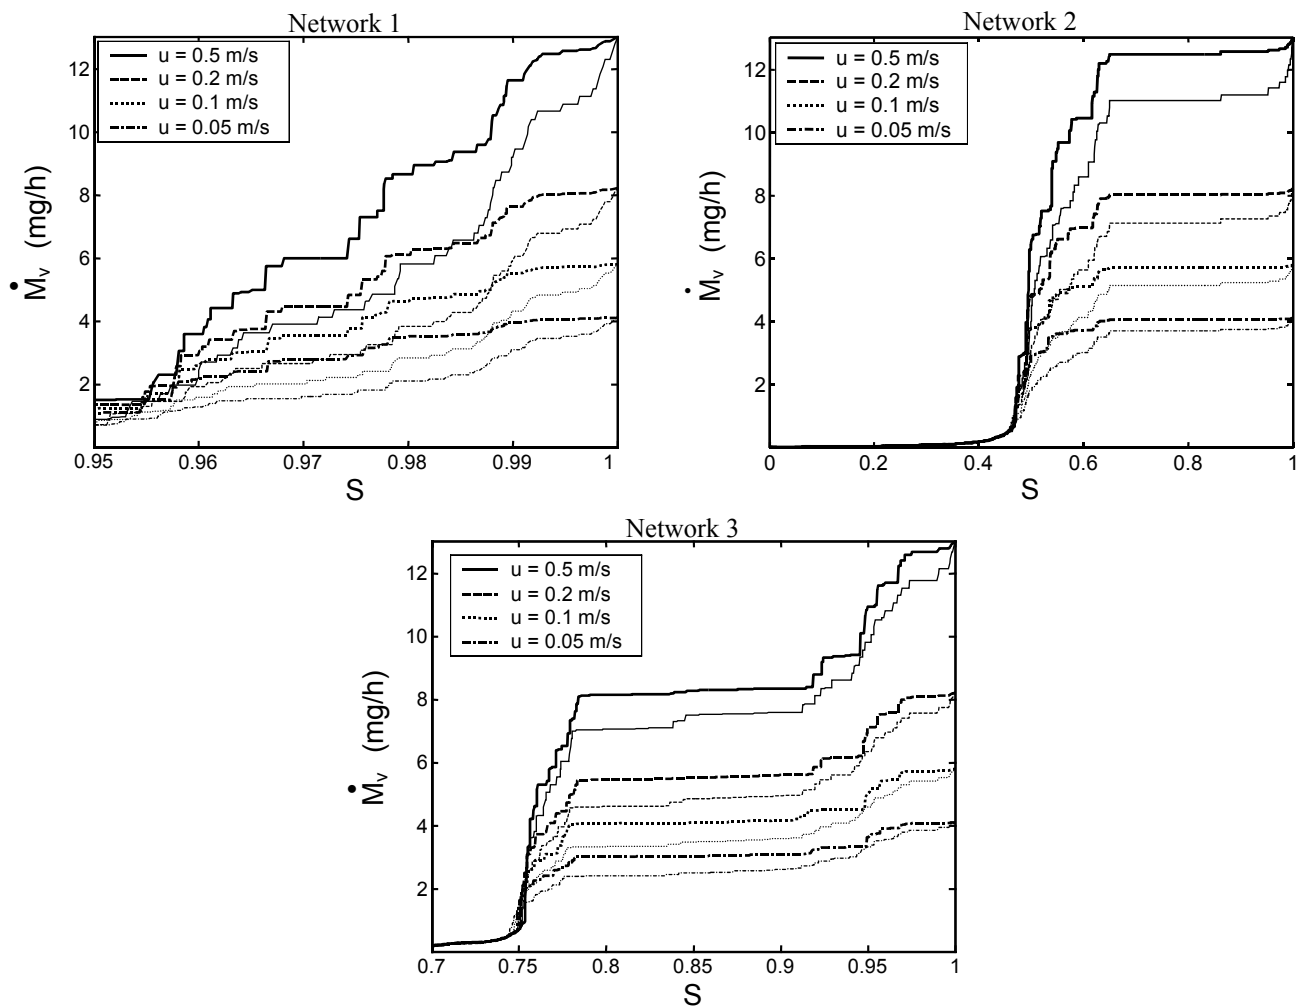 Network 1
u = 0.5 m/s
u = 0.2 m/s
u = 0.1 m/s
u = 0.05 m/s
12
10
8
6
4
2
Ṁv (mg/h)
0.95
0.96
0.97
0.98
0.99
1
S
Network 2
u = 0.5 m/s
u = 0.2 m/s
u = 0.1 m/s
u = 0.05 m/s
12
10
8
6
4
2
Ṁv (mg/h)
0
0.2
0.4
0.6
0.8
1
S
Network 3
u = 0.5 m/s
u = 0.2 m/s
u = 0.1 m/s
u = 0.05 m/s
12
10
8
6
4
2
Ṁv (mg/h)
0.7
0.75
0.8
0.85
0.9
0.95
1
S